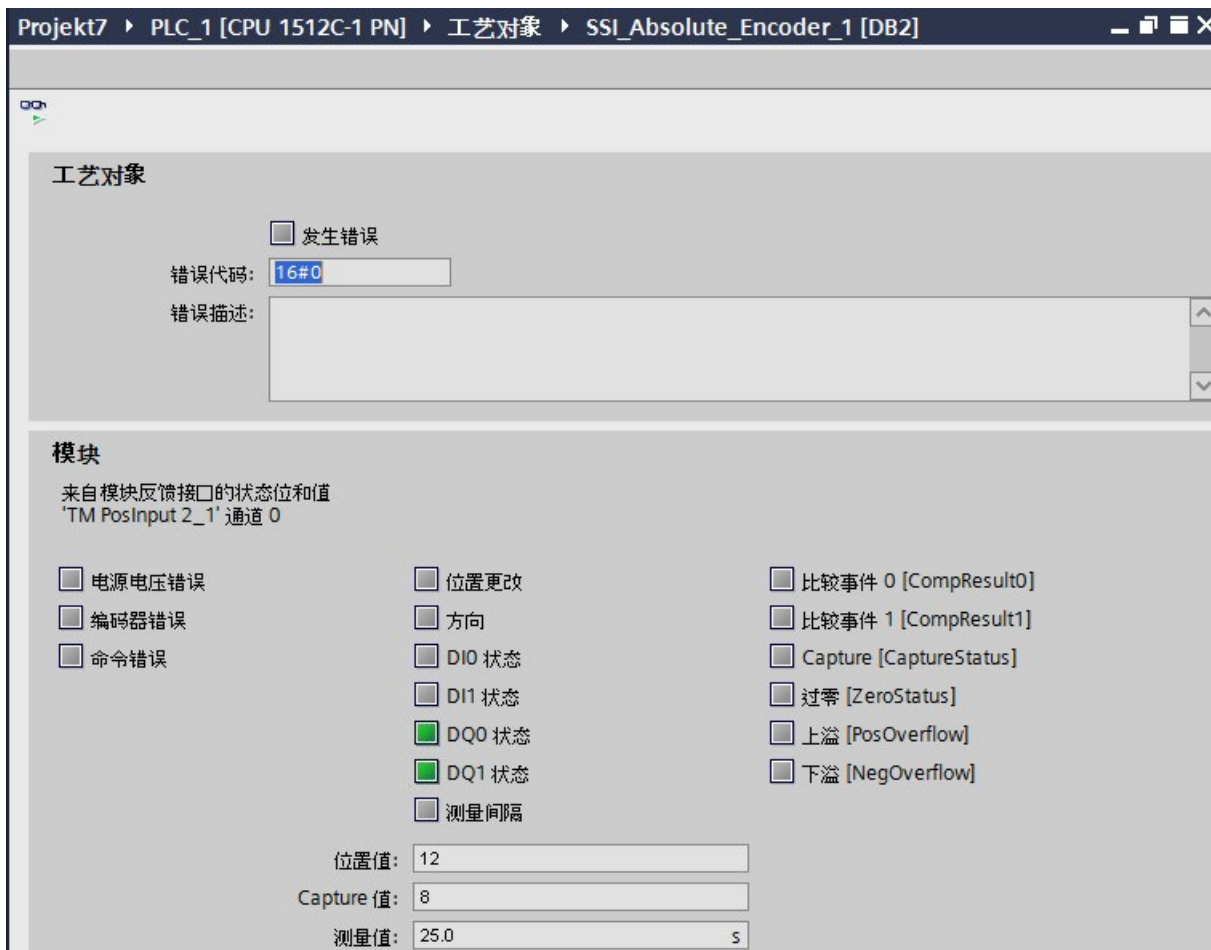 Projekt7 ▸ PLC_1 [CPU 1512C-1 PN] ▸ 工艺对象 ▸ SSI_Absolute_Encoder_1 [DB2]
工艺对象
发生错误
错误代码: 16#0
错误描述:
模块
来自模块反馈接口的状态位和值
'TM PosInput 2_1' 通道 0
电源电压错误 位置更改 比较事件 0 [CompResult0]
编码器错误 方向 比较事件 1 [CompResult1]
命令错误 DI0 状态 Capture [CaptureStatus]
DI1 状态 过零 [ZeroStatus]
DQ0 状态 上溢 [PosOverflow]
DQ1 状态 下溢 [NegOverflow]
测量间隔
位置值: 12
Capture 值: 8
测量值: 25.0 s